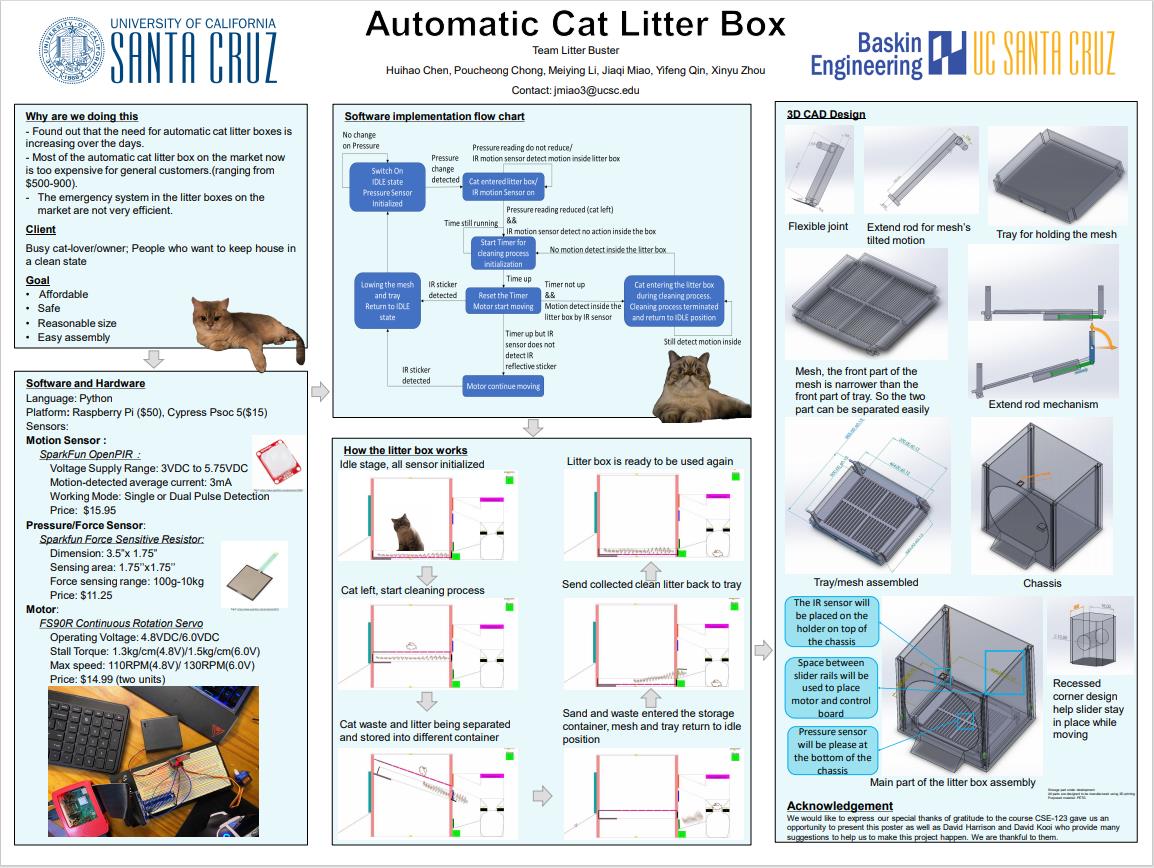 UNIVERSITY OF CALIFORNIA
SANTA CRUZ
Automatic Cat Litter Box
Team Litter Buster
Huihao Chen, Poucheong Chong, Meiying Li, Jiaqi Miao, Yifeng Qin, Xinyu Zhou
Contact: jmiao3@ucsc.edu
Baskin
Engineering
UC SANTA CRUZ
Why are we doing this
- Found out that the need for automatic cat litter boxes is
increasing over the days.
- Most of the automatic cat litter box on the market now
is too expensive for general customers.(ranging from
$500-900).
- The emergency system in the litter boxes on the
market are not very efficient.
Client
Busy cat-lover/owner; People who want to keep house in
a clean state
Goal
• Affordable
• Safe
• Reasonable size
• Easy assembly
Software and Hardware
Language: Python
Platform: Raspberry Pi ($50), Cypress Psoc 5($15)
Sensors:
Motion Sensor :
SparkFun OpenPIR :
Voltage Supply Range: 3VDC to 5.75VDC
Motion-detected average current: 3mA
Working Mode: Single or Dual Pulse Detection
Price: $15.95
Pressure/Force Sensor:
Sparkfun Force Sensitive Resistor:
Dimension: 3.5"x 1.75"
Sensing area: 1.75''x1.75''
Force sensing range: 100g-10kg
Price: $11.25
Motor:
FS90R Continuous Rotation Servo
Operating Voltage: 4.8VDC/6.0VDC
Stall Torque: 1.3kg/cm(4.8V)/1.5kg/cm(6.0V)
Max speed: 110RPM(4.8V)/ 130RPM(6.0V)
Price: $14.99 (two units)
Software implementation flow chart
No change
on Pressure
Switch On
IDLE state
Pressure Sensor
Initialized
Pressure
change
detected
Pressure reading do not reduce/
IR motion sensor detect motion inside litter box
Cat entered litter box/
IR motion Sensor on
Pressure reading reduced (cat left)
&&
IR motion sensor detect no action inside the box
Time still running
Start Timer for
cleaning process
initialization
No motion detect inside the litter box
Time up
Lowing the mesh
and tray
Return to IDLE
state
IR sticker
detected
Reset the Timer
Motor start moving
Timer not up
&&
Motion detect inside the
litter box by IR sensor
Cat entering the litter box
during cleaning process.
Cleaning process terminated
and return to IDLE position
Still detect motion inside
Timer up but IR
sensor does not
detect IR
reflective sticker
IR sticker
detected
Motor continue moving
How the litter box works
Idle stage, all sensor initialized
Cat left, start cleaning process
Cat waste and litter being separated
and stored into different container
Sand and waste entered the storage
container, mesh and tray return to idle
position
Send collected clean litter back to tray
Litter box is ready to be used again
3D CAD Design
Flexible joint
Extend rod for mesh's
tilted motion
Tray for holding the mesh
Mesh, the front part of the
mesh is narrower than the
front part of tray. So the two
part can be separated easily
Extend rod mechanism
Tray/mesh assembled
Chassis
The IR sensor will
be placed on the
holder on top of
the chassis
Space between
slider rails will be
used to place
motor and control
board
Pressure sensor
will be please at
the bottom of the
chassis
Main part of the litter box assembly
Recessed
corner design
help slider stay
in place while
moving
Acknowledgement
We would like to express our special thanks of gratitude to the course CSE-123 gave us an
opportunity to present this poster as well as David Harrison and David Kooi who provide many
suggestions to help us to make this project happen. We are thankful to them.